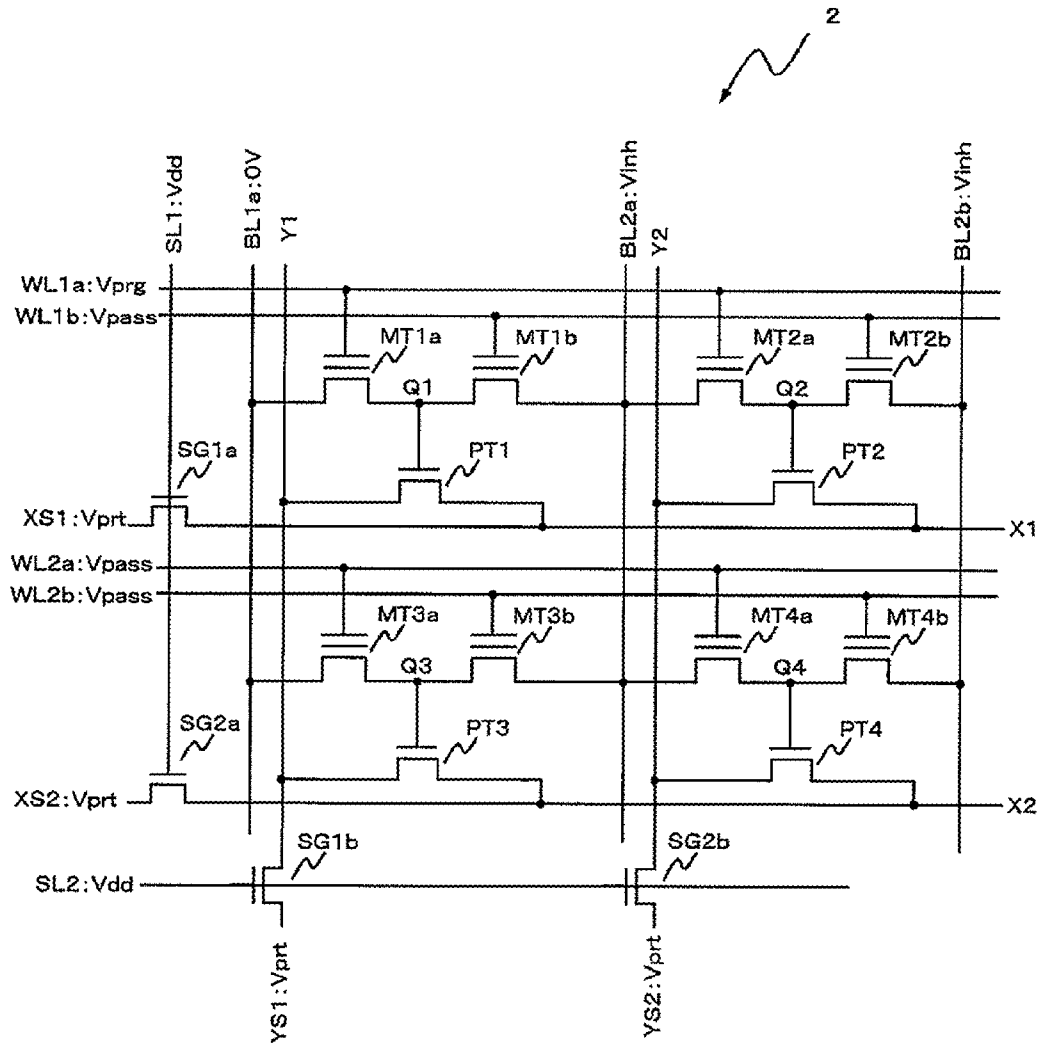 2
SL1:Vdd
BL1a:0V
Y1
BL2a:Vinh
Y2
BL2b:Vinh
WL1a:Vprg
WL1b:Vpass
MT1a
MT1b
MT2a
MT2b
Q1
Q2
SG1a
PT1
PT2
XS1:Vprt
X1
WL2a:Vpass
WL2b:Vpass
MT3a
MT3b
MT4a
MT4b
Q3
Q4
SG2a
PT3
PT4
XS2:Vprt
X2
SG1b
SG2b
SL2:Vdd
YS1:Vprt
YS2:Vprt